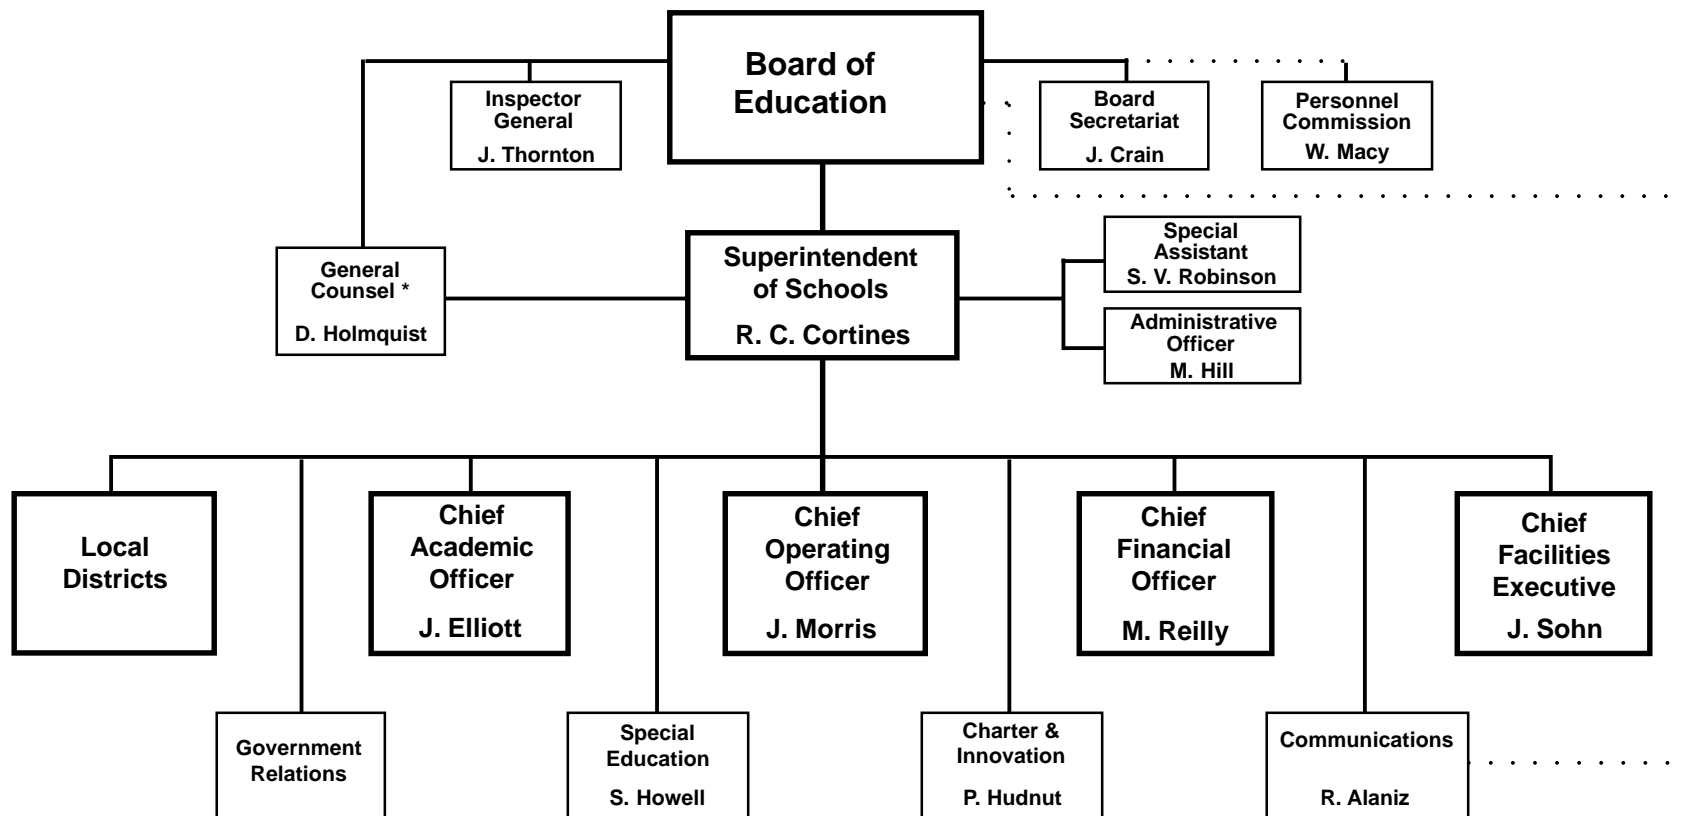 Board of
Education
Inspector
General
J. Thornton
Board
Secretariat
J. Crain
Personnel
Commission
W. Macy
General
Counsel *
D. Holmquist
Superintendent
of Schools
R. C. Cortines
Special
Assistant
S. V. Robinson
Administrative
Officer
M. Hill
Local
Districts
Chief
Academic
Officer
J. Elliott
Chief
Operating
Officer
J. Morris
Chief
Financial
Officer
M. Reilly
Chief
Facilities
Executive
J. Sohn
Government
Relations
Special
Education
S. Howell
Charter &
Innovation
P. Hudnut
Communications
R. Alaniz